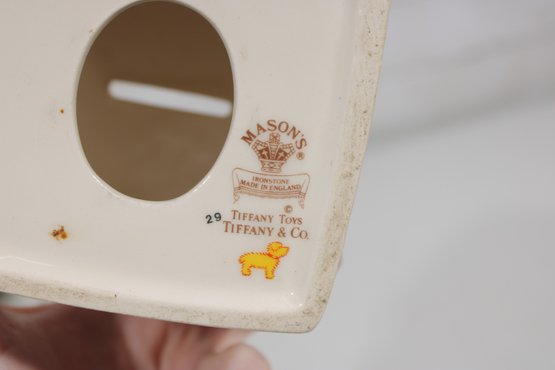 MASON'S
®
IRONSTONE
MADE IN ENGLAND
©
29 TIFFANY TOYS
TIFFANY & CO.